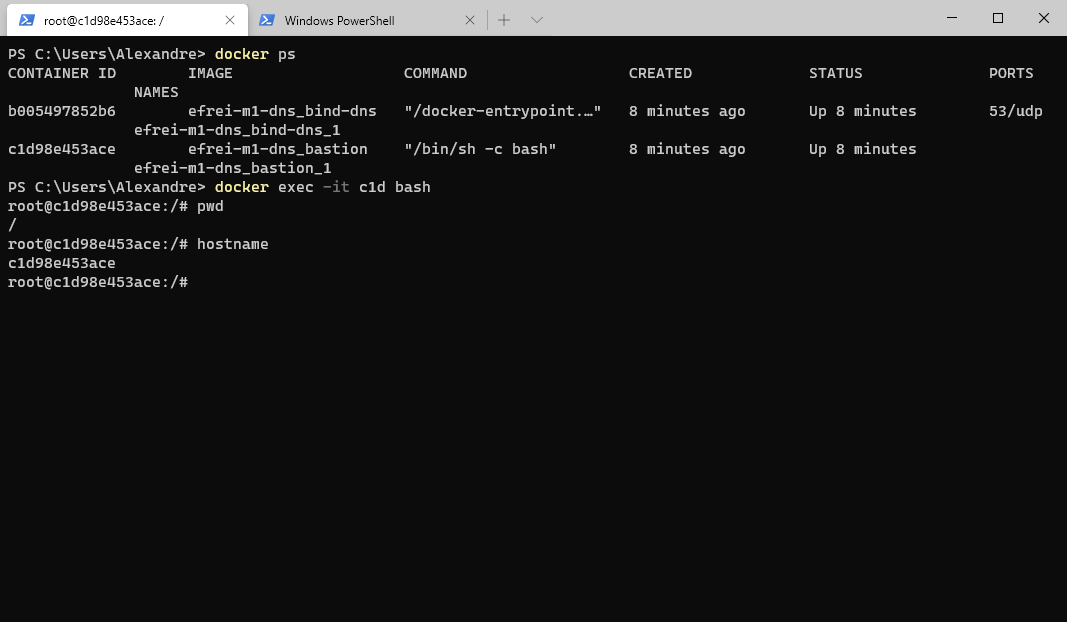 root@c1d98e453ace: /
Windows PowerShell
PS C:\Users\Alexandre> docker ps
CONTAINER ID        IMAGE                   COMMAND                  CREATED             STATUS              PORTS
              NAMES
b005497852b6        efrei-m1-dns_bind-dns   "/docker-entrypoint.…"   8 minutes ago       Up 8 minutes        53/udp
              efrei-m1-dns_bind-dns_1
c1d98e453ace        efrei-m1-dns_bastion    "/bin/sh -c bash"        8 minutes ago       Up 8 minutes
              efrei-m1-dns_bastion_1
PS C:\Users\Alexandre> docker exec -it c1d bash
root@c1d98e453ace:/# pwd
/
root@c1d98e453ace:/# hostname
c1d98e453ace
root@c1d98e453ace:/#